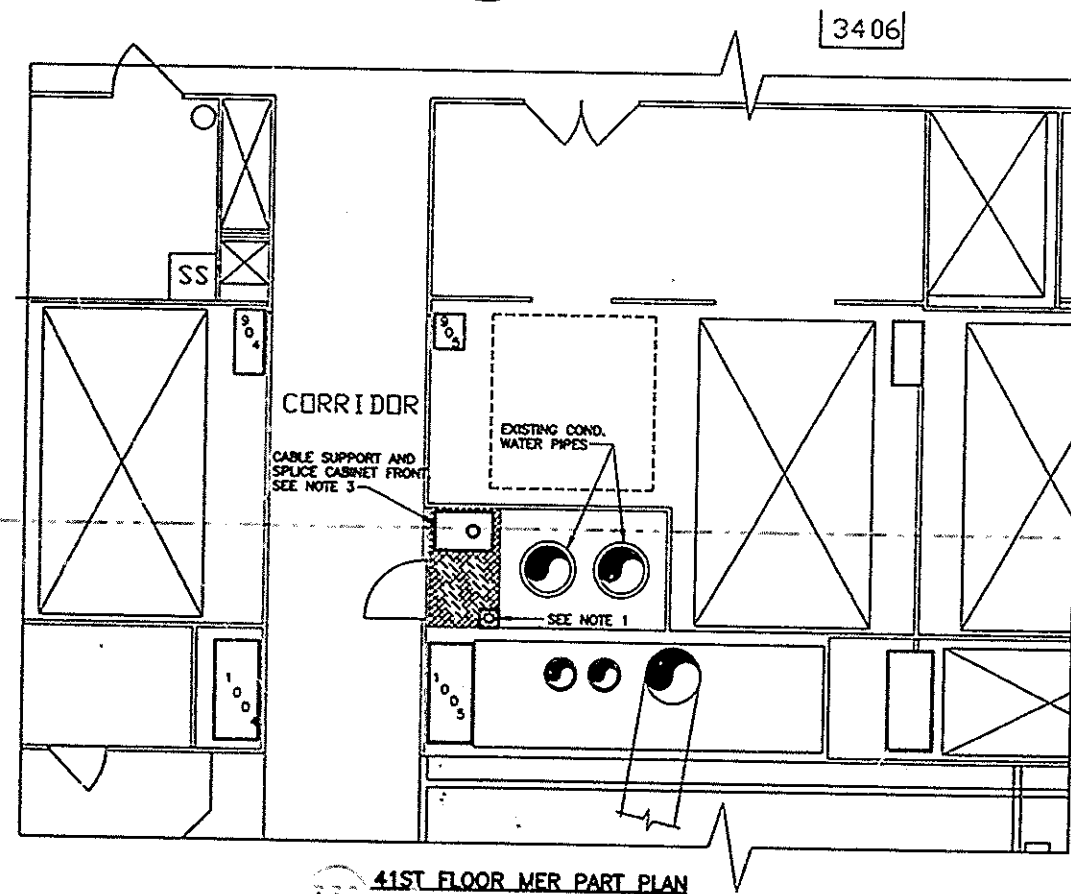 3406
SS
904
905
CORRIDOR
EXISTING COND.
WATER PIPES
CABLE SUPPORT AND
SPLICE CABINET FRONT
SEE NOTE 3
SEE NOTE 1
1004
1005
41ST FLOOR MER PART PLAN